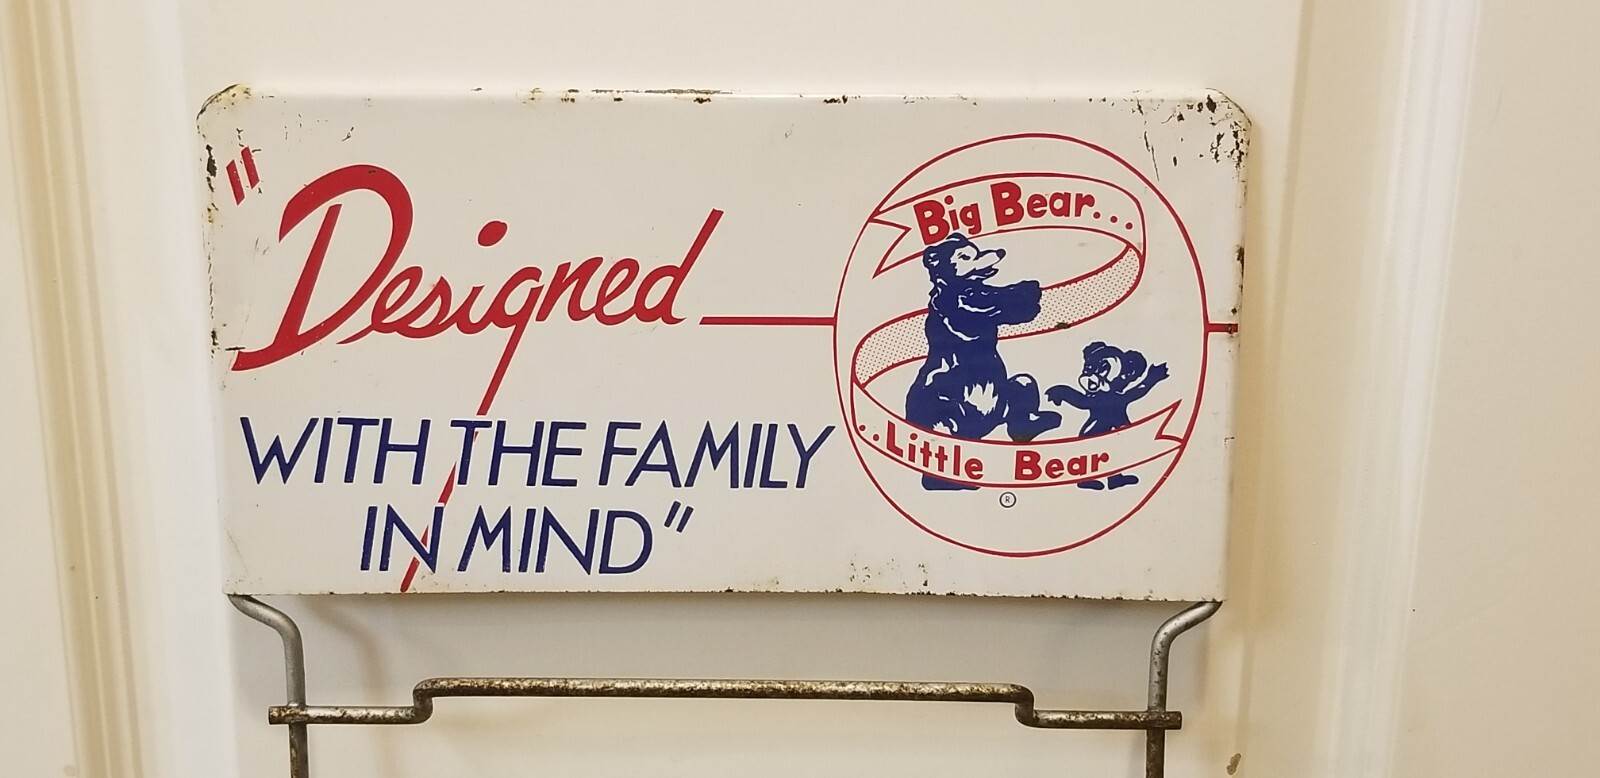 "Designed
WITH THE FAMILY
IN MIND"
Big Bear...
..Little Bear
®